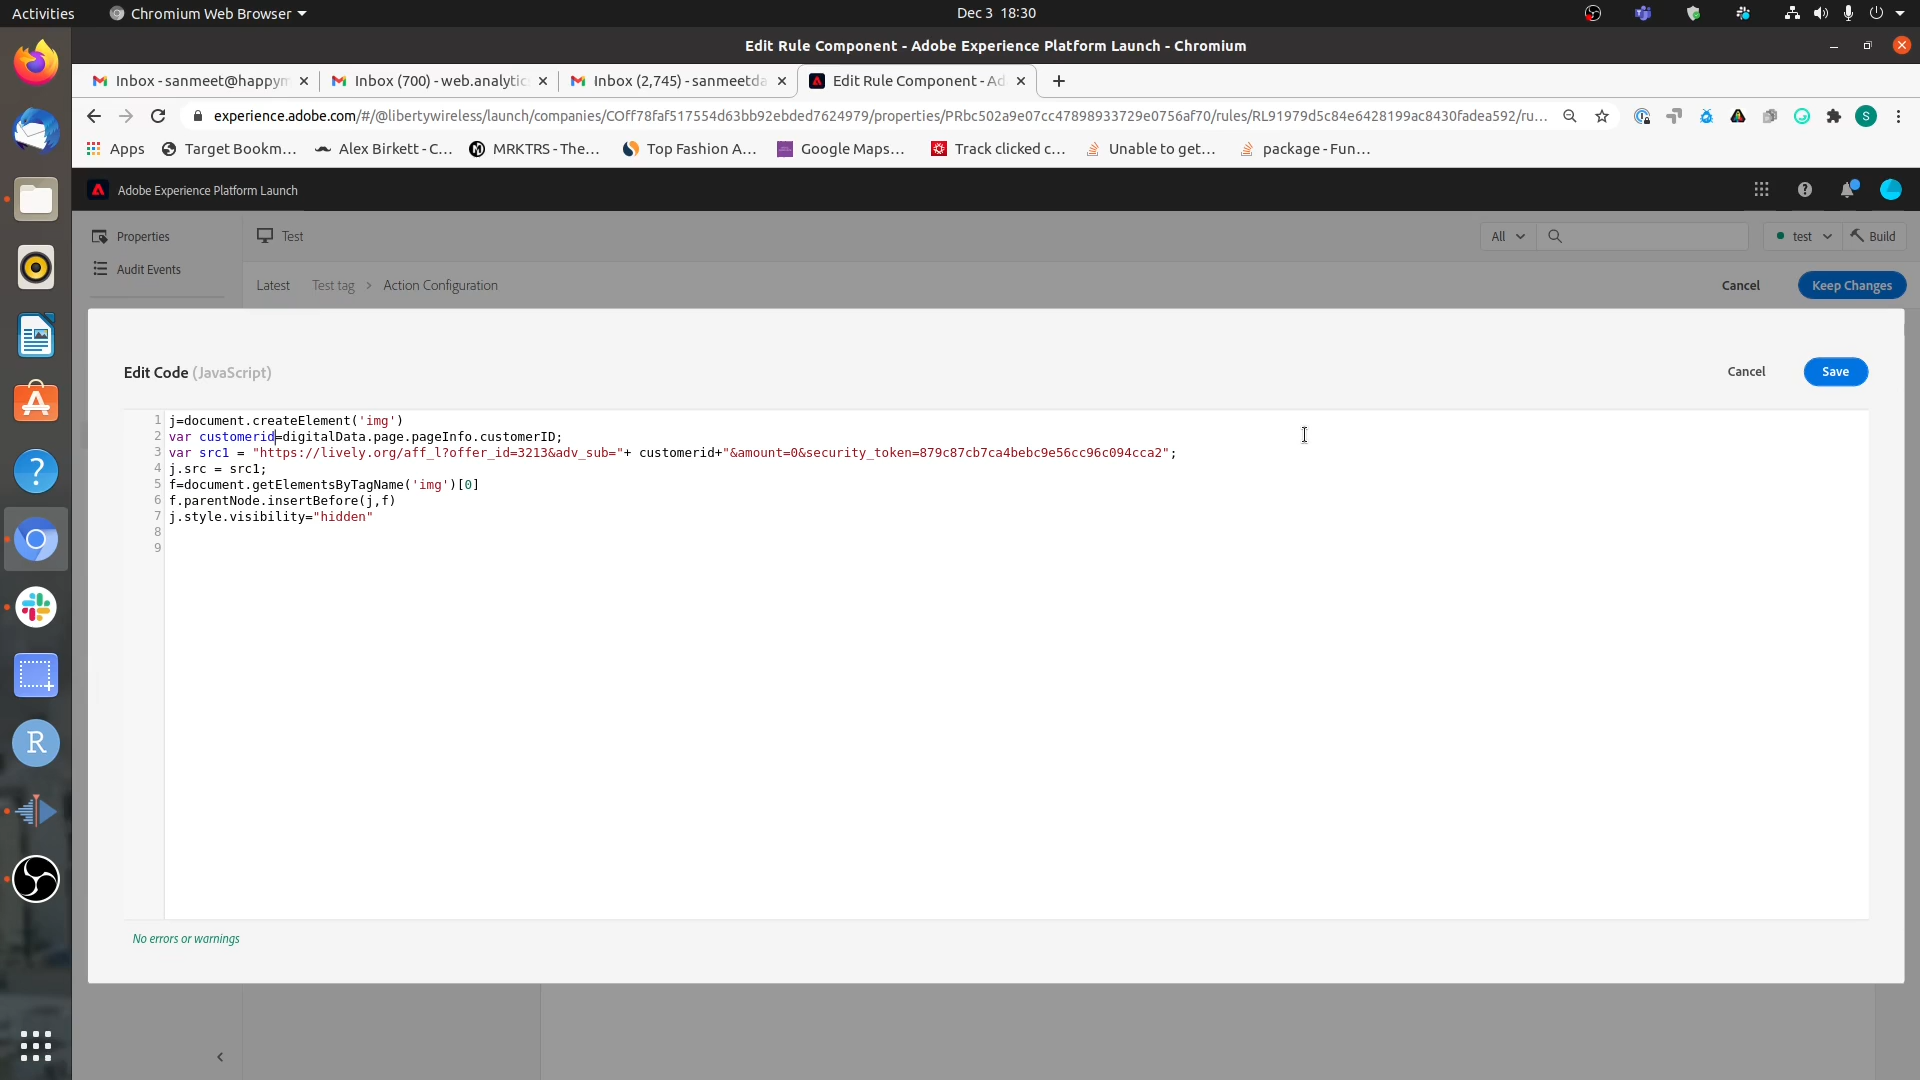 Activities
Chromium Web Browser
Dec 3 18:30
Edit Rule Component - Adobe Experience Platform Launch - Chromium
Inbox - sanmeet@happym
Inbox (700) - web.analytic
Inbox (2,745) - sanmeetda
Edit Rule Component - Ad
experience.adobe.com/#/@libertywireless/launch/companies/COff78faf517554d63bb92ebded7624979/properties/PRbc502a9e07cc47898933729e0756af70/rules/RL91979d5c84e6428199ac8430fadea592/ru...
S
Apps
Target Bookm...
Alex Birkett - C...
MRKTRS - The...
Top Fashion A...
Google Maps...
Track clicked c...
Unable to get...
package - Fun...
Adobe Experience Platform Launch
Properties
Test
All
test
Build
Audit Events
Latest
Test tag > Action Configuration
Cancel
Keep Changes
Edit Code (JavaScript)
Cancel
Save
1 j=document.createElement('img')
2 var customerid=digitalData.page.pageInfo.customerID;
3 var src1 = "https://lively.org/aff_l?offer_id=3213&adv_sub="+ customerid+"&amount=0&security_token=879c87cb7ca4bebc9e56cc96c094cca2";
4 j.src = src1;
5 f=document.getElementsByTagName('img')[0]
6 f.parentNode.insertBefore(j,f)
7 j.style.visibility="hidden"
8
9
No errors or warnings
R